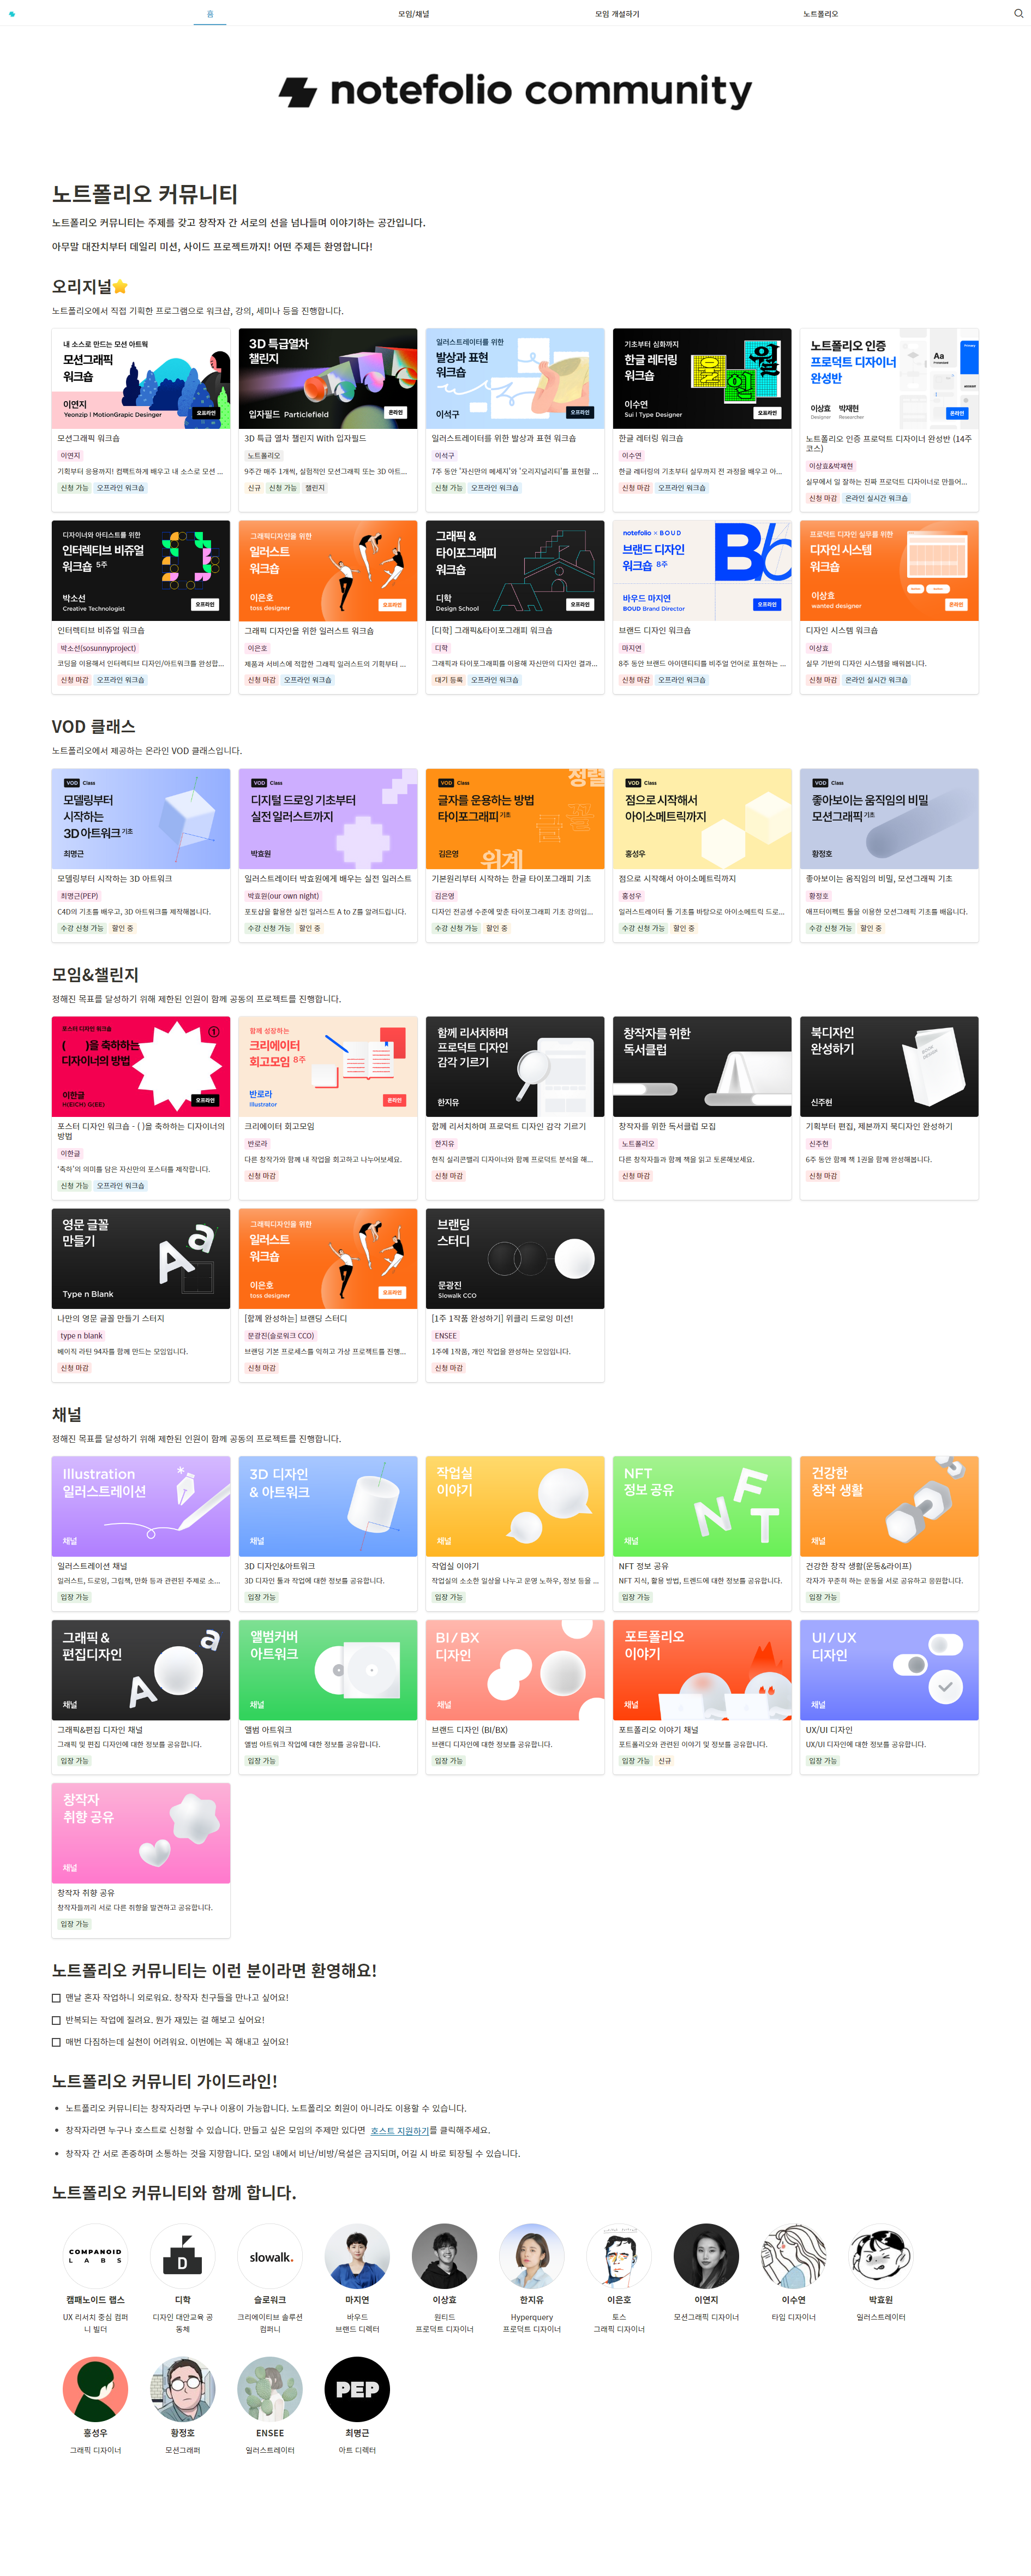 홈
모임/채널
모임 개설하기
노트폴리오
notefolio community
노트폴리오 커뮤니티
노트폴리오 커뮤니티는 주제를 갖고 창작자 간 서로의 선을 넘나들며 이야기하는 공간입니다.
아무말 대잔치부터 데일리 미션, 사이드 프로젝트까지! 어떤 주제든 환영합니다!
오리지널⭐
노트폴리오에서 직접 기획한 프로그램으로 워크샵, 강의, 세미나 등을 진행합니다.
내 소스로 만드는 모션 아트웍
모션그래픽
워크숍
이연지
Yeonzip | MotionGrapic Desinger
오프라인
모션그래픽 워크숍
이연지
기획부터 응용까지! 컴팩트하게 배우고 내 소스로 모션 ...
신청 가능 오프라인 워크숍
3D 특급열차
챌린지
입자필드 Particlefield
온라인
3D 특급 열차 챌린지 With 입자필드
노트폴리오
9주간 매주 1개씩, 실험적인 모션그래픽 또는 3D 아트...
신규 신청 가능 챌린지
일러스트레이터를 위한
발상과 표현
워크숍
이석구
오프라인
일러스트레이터를 위한 발상과 표현 워크숍
이석구
7주 동안 '자신만의 메세지'와 '오리지널리티'를 표현할 ...
신청 가능 오프라인 워크숍
기초부터 심화까지
한글 레터링
워크숍
이수연
Sui | Type Designer
오프라인
한글 레터링 워크숍
이수연
한글 레터링의 기초부터 실무까지 전 과정을 배우고 아...
신청 마감 오프라인 워크숍
노트폴리오 인증
프로덕트 디자이너
완성반
이상효 박재현
Designer Researcher
온라인
노트폴리오 인증 프로덕트 디자이너 완성반 (14주
코스)
이상효&박재현
실무에서 일 잘하는 진짜 프로덕트 디자이너로 만들어...
신청 마감 온라인 실시간 워크숍
디자이너와 아티스트를 위한
인터렉티브 비쥬얼
워크숍 5주
박소선
Creative Technologist
오프라인
인터렉티브 비쥬얼 워크숍
박소선(sosunnyproject)
코딩을 이용해서 인터렉티브 디자인/아트워크를 완성합...
신청 마감 오프라인 워크숍
그래픽디자인을 위한
일러스트
워크숍
이은호
toss designer
오프라인
그래픽 디자인을 위한 일러스트 워크숍
이은호
제품과 서비스에 적합한 그래픽 일러스트의 기획부터 ...
신청 마감 오프라인 워크숍
그래픽 &
타이포그래피
워크숍
디학
Design School
오프라인
[디학] 그래픽&타이포그래피 워크숍
디학
그래픽과 타이포그래피를 이용해 자신만의 디자인 결과...
대기 등록 오프라인 워크숍
notefolio × BOUD
브랜드 디자인
워크숍 8주
바우드 마지연
BOUD Brand Director
오프라인
브랜드 디자인 워크숍
마지연
8주 동안 브랜드 아이덴티티를 비주얼 언어로 표현하는 ...
신청 마감 오프라인 워크숍
프로덕트 디자인 실무를 위한
디자인 시스템
워크숍
이상효
wanted designer
온라인
디자인 시스템 워크숍
이상효
실무 기반의 디자인 시스템을 배워봅니다.
신청 마감 온라인 실시간 워크숍
VOD 클래스
노트폴리오에서 제공하는 온라인 VOD 클래스입니다.
VOD Class
모델링부터
시작하는
3D 아트워크 기초
최명근
모델링부터 시작하는 3D 아트워크
최명근(PEP)
C4D의 기초를 배우고, 3D 아트워크를 제작해봅니다.
수강 신청 가능 할인 중
VOD Class
디지털 드로잉 기초부터
실전 일러스트까지
박효원
일러스트레이터 박효원에게 배우는 실전 일러스트
박효원(our own night)
포토샵을 활용한 실전 일러스트 A to Z를 알려드립니다.
수강 신청 가능 할인 중
VOD Class
글자를 운용하는 방법
타이포그래피 기초
김은영
정렬
글꼴
위계
기본원리부터 시작하는 한글 타이포그래피 기초
김은영
디자인 전공생 수준에 맞춘 타이포그래피 기초 강의입...
수강 신청 가능 할인 중
VOD Class
점으로 시작해서
아이소메트릭까지
홍성우
점으로 시작해서 아이소메트릭까지
홍성우
일러스트레이터 툴 기초를 바탕으로 아이소메트릭 드로...
수강 신청 가능 할인 중
VOD Class
좋아보이는 움직임의 비밀
모션그래픽 기초
황정호
좋아보이는 움직임의 비밀, 모션그래픽 기초
황정호
애프터이펙트 툴을 이용한 모션그래픽 기초를 배웁니다.
수강 신청 가능 할인 중
모임&챌린지
정해진 목표를 달성하기 위해 제한된 인원이 함께 공동의 프로젝트를 진행합니다.
포스터 디자인 워크숍
①
( )을 축하하는
디자이너의 방법
이한글
H(E)(CH) G(EE)
오프라인
포스터 디자인 워크숍 - ( )을 축하하는 디자이너의
방법
이한글
'축하'의 의미를 담은 자신만의 포스터를 제작합니다.
신청 가능 오프라인 워크숍
함께 성장하는
크리에이터
회고모임 8주
반로라
Illustrator
온라인
크리에이터 회고모임
반로라
다른 창작가와 함께 내 작업을 회고하고 나누어보세요.
신청 마감
함께 리서치하며
프로덕트 디자인
감각 기르기
한지유
함께 리서치하며 프로덕트 디자인 감각 기르기
한지유
현직 실리콘밸리 디자이너와 함께 프로덕트 분석을 해...
신청 마감
창작자를 위한
독서클럽
창작자를 위한 독서클럽 모집
노트폴리오
다른 창작자들과 함께 책을 읽고 토론해보세요.
신청 마감
북디자인
완성하기
신주현
기획부터 편집, 제본까지 북디자인 완성하기
신주현
6주 동안 함께 책 1권을 함께 완성해봅니다.
신청 마감
영문 글꼴
만들기
Type n Blank
나만의 영문 글꼴 만들기 스터지
type n blank
베이직 라틴 94자를 함께 만드는 모임입니다.
신청 마감
그래픽디자인을 위한
일러스트
워크숍
이은호
toss designer
오프라인
[함께 완성하는] 브랜딩 스터디
문광진(슬로워크 CCO)
브랜딩 기본 프로세스를 익히고 가상 프로젝트를 진행...
신청 마감
브랜딩
스터디
문광진
Slowalk CCO
[1주 1작품 완성하기] 위클리 드로잉 미션!
ENSEE
1주에 1작품, 개인 작업을 완성하는 모임입니다.
신청 마감
채널
정해진 목표를 달성하기 위해 제한된 인원이 함께 공동의 프로젝트를 진행합니다.
Illustration
일러스트레이션
채널
일러스트레이션 채널
일러스트, 드로잉, 그림책, 만화 등과 관련된 주제로 소...
입장 가능
3D 디자인
& 아트워크
채널
3D 디자인&아트워크
3D 디자인 툴과 작업에 대한 정보를 공유합니다.
입장 가능
작업실
이야기
채널
작업실 이야기
작업실의 소소한 일상을 나누고 운영 노하우, 정보 등을 ...
입장 가능
NFT
정보 공유
채널
NFT
NFT 정보 공유
NFT 지식, 활용 방법, 트렌드에 대한 정보를 공유합니다.
입장 가능
건강한
창작 생활
채널
건강한 창작 생활(운동&라이프)
각자가 꾸준히 하는 운동을 서로 공유하고 응원합니다.
입장 가능
그래픽 &
편집디자인
채널
그래픽&편집 디자인 채널
그래픽 및 편집 디자인에 대한 정보를 공유합니다.
입장 가능
앨범커버
아트워크
채널
앨범 아트워크
앨범 아트워크 작업에 대한 정보를 공유합니다.
입장 가능
BI/BX
디자인
채널
브랜드 디자인 (BI/BX)
브랜디 디자인에 대한 정보를 공유합니다.
입장 가능
포트폴리오
이야기
채널
포트폴리오 이야기 채널
포트폴리오와 관련된 이야기 및 정보를 공유합니다.
입장 가능 신규
UI/UX
디자인
채널
UX/UI 디자인
UX/UI 디자인에 대한 정보를 공유합니다.
입장 가능
창작자
취향 공유
채널
창작자 취향 공유
창작자들끼리 서로 다른 취향을 발견하고 공유합니다.
입장 가능
노트폴리오 커뮤니티는 이런 분이라면 환영해요!
맨날 혼자 작업하니 외로워요. 창작자 친구들을 만나고 싶어요!
반복되는 작업에 질려요. 뭔가 재밌는 걸 해보고 싶어요!
매번 다짐하는데 실천이 어려워요. 이번에는 꼭 해내고 싶어요!
노트폴리오 커뮤니티 가이드라인!
노트폴리오 커뮤니티는 창작자라면 누구나 이용이 가능합니다. 노트폴리오 회원이 아니라도 이용할 수 있습니다.
창작자라면 누구나 호스트로 신청할 수 있습니다. 만들고 싶은 모임의 주제만 있다면 호스트 지원하기를 클릭해주세요.
창작자 간 서로 존중하며 소통하는 것을 지향합니다. 모임 내에서 비난/비방/욕설은 금지되며, 어길 시 바로 퇴장될 수 있습니다.
노트폴리오 커뮤니티와 함께 합니다.
COMPANOID
LABS
캠패노이드 랩스
UX 리서치 중심 컴퍼
니 빌더
D
디학
디자인 대안교육 공
동체
slowalk.
슬로워크
크리에이티브 솔루션
컴퍼니
마지연
바우드
브랜드 디렉터
이상효
원티드
프로덕트 디자이너
한지유
Hyperquery
프로덕트 디자이너
이은호
토스
그래픽 디자이너
이연지
모션그래픽 디자이너
이수연
타입 디자이너
박효원
일러스트레이터
홍성우
그래픽 디자이너
황정호
모션그래퍼
ENSEE
일러스트레이터
PEP
최명근
아트 디렉터